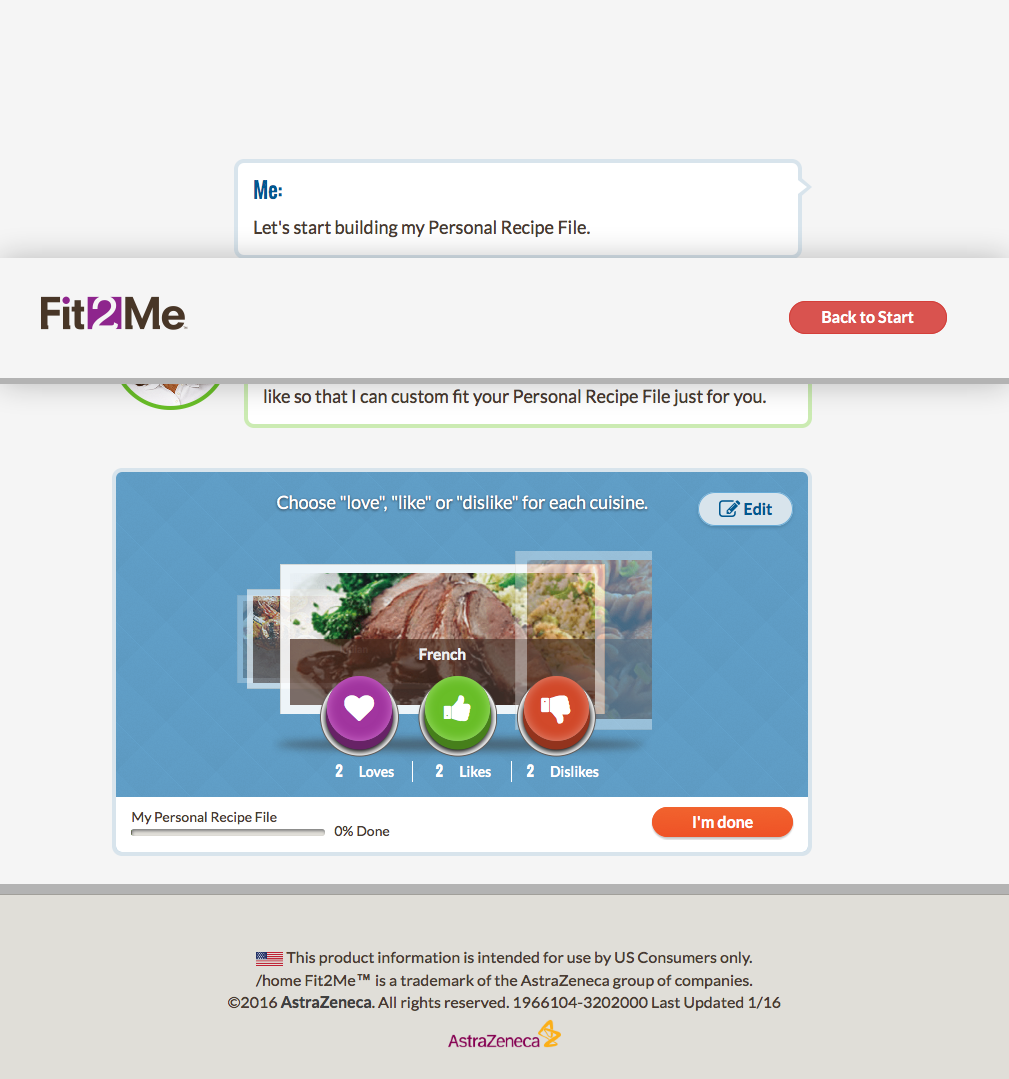 Me:
Let's start building my Personal Recipe File.
Fit2Me™
Back to Start
like so that I can custom fit your Personal Recipe File just for you.
Choose "love", "like" or "dislike" for each cuisine.
Edit
French
2 Loves
2 Likes
2 Dislikes
My Personal Recipe File
0% Done
I'm done
This product information is intended for use by US Consumers only.
/home Fit2Me™ is a trademark of the AstraZeneca group of companies.
©2016 AstraZeneca. All rights reserved. 1966104-3202000 Last Updated 1/16
AstraZeneca